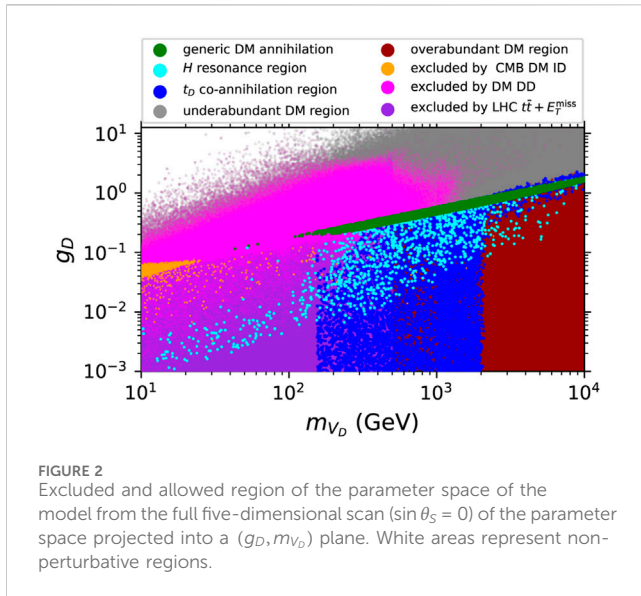 generic DM annihilation
H resonance region
t_D co-annihilation region
underabundant DM region
overabundant DM region
excluded by CMB DM ID
excluded by DM DD
excluded by LHC tt̄ + E_T^miss
10^1
10^0
10^-1
10^-2
10^-3
g_D
10^1 10^2 10^3 10^4
m_{V_D} (GeV)
FIGURE 2
Excluded and allowed region of the parameter space of the
model from the full five-dimensional scan (sin θ_S = 0) of the parameter
space projected into a (g_D, m_{V_D}) plane. White areas represent non-
perturbative regions.